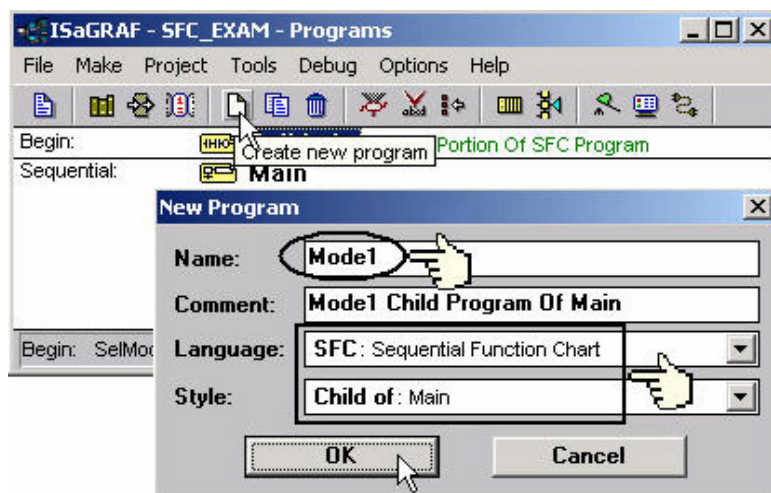 ISaGRAF - SFC_EXAM - Programs
File Make Project Tools Debug Options Help
Begin: Portion Of SFC Program
Create new program
Sequential: Main
New Program
Name: Mode1
Comment: Mode1 Child Program Of Main
Begin: SelMod
Language: SFC : Sequential Function Chart
Style: Child of : Main
OK Cancel